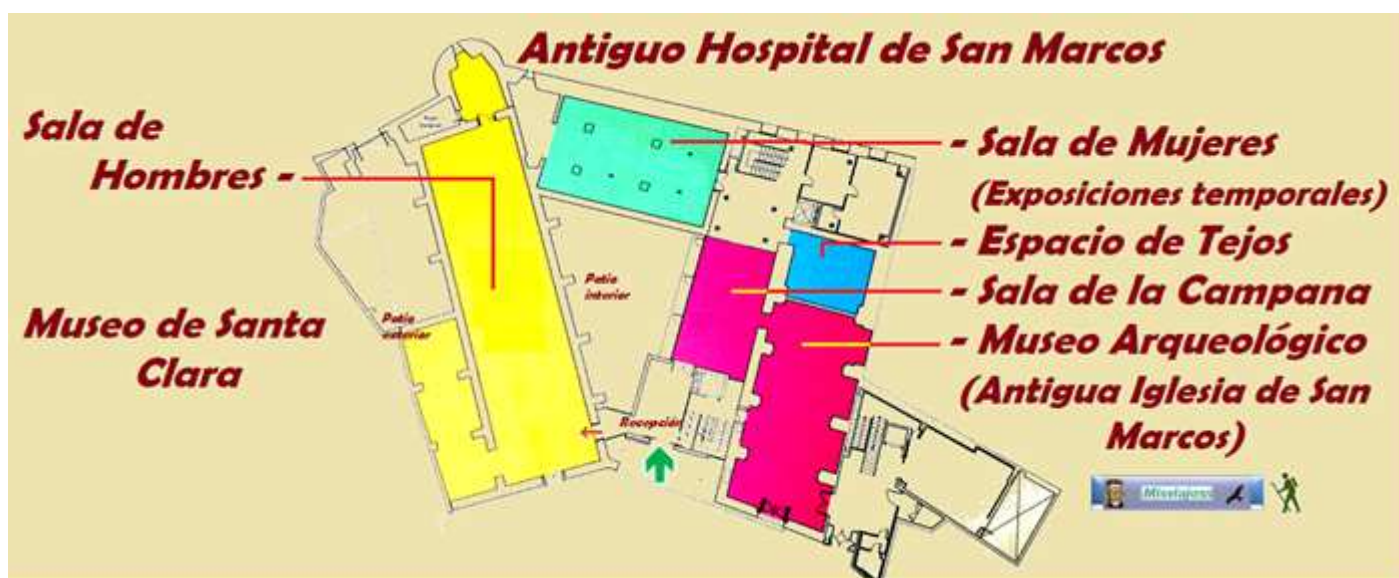 Antiguo Hospital de San Marcos
Sala de
Hombres -
- Sala de Mujeres
(Exposiciones temporales)
- Espacio de Tejos
- Sala de la Campana
- Museo Arqueológico
(Antigua Iglesia de San
Marcos)
Museo de Santa
Clara
Patio
interior
Patio
exterior
Recepción